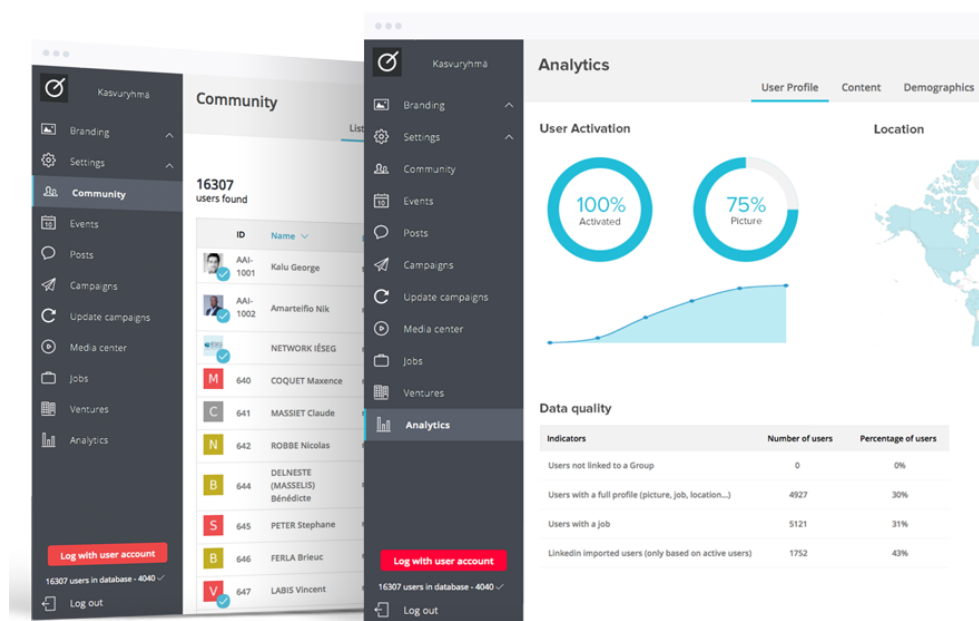 Kasvuryhmä
Branding
Settings
Community
Events
Posts
Campaigns
Update campaigns
Media center
Jobs
Ventures
Analytics
Log with user account
16307 users in database - 4040
Log out
Community
List
16307
users found
ID Name
AAI-
1001
Kalu George
AAI-
1002
Amarteifio Nik
NETWORK IÉSEG
M 640 COQUET Maxence
C 641 MASSIET Claude
N 642 ROBBE Nicolas
B 644
DELNESTE
(MASSELIS)
Bénédicte
S 645 PETER Stephane
B 646 FERLA Brieuc
V 647 LABIS Vincent
Kasvuryhmä
Branding
Settings
Community
10 Events
Posts
Campaigns
Update campaigns
Media center
Jobs
Ventures
Analytics
Log with user account
16307 users in database - 4040
Log out
Analytics
User Profile Content Demographics
User Activation
Location
100%
Activated
75%
Picture
Data quality
Indicators Number of users Percentage of users
Users not linked to a Group 0 0%
Users with a full profile (picture, job, location...) 4927 30%
Users with a job 5121 31%
Linkedin imported users (only based on active users) 1752 43%